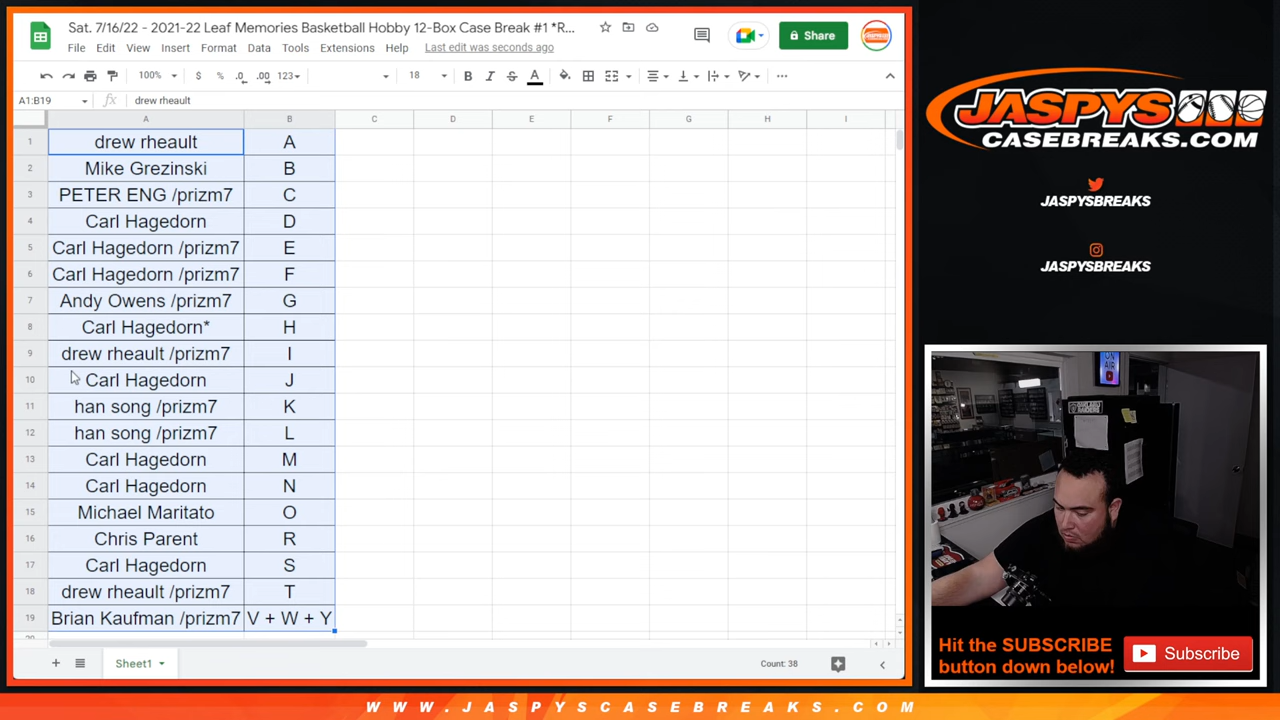 Sat. 7/16/22 - 2021-22 Leaf Memories Basketball Hobby 12-Box Case Break #1 *R...
File Edit View Insert Format Data Tools Extensions Help Last edit was seconds ago
Share
100% $ % .0 .00 123 18 B I S A
A1:B19 fx drew rheault
A B C D E F G H I
1 drew rheault A
2 Mike Grezinski B
3 PETER ENG /prizm7 C
4 Carl Hagedorn D
5 Carl Hagedorn /prizm7 E
6 Carl Hagedorn /prizm7 F
7 Andy Owens /prizm7 G
8 Carl Hagedorn* H
9 drew rheault /prizm7 I
10 Carl Hagedorn J
11 han song /prizm7 K
12 han song /prizm7 L
13 Carl Hagedorn M
14 Carl Hagedorn N
15 Michael Maritato O
16 Chris Parent R
17 Carl Hagedorn S
18 drew rheault /prizm7 T
19 Brian Kaufman /prizm7 V + W + Y
Sheet1
Count: 38
JASPYS
CASEBREAKS.COM
JASPYSBREAKS
JASPYSBREAKS
ON AIR
Hit the SUBSCRIBE
button down below!
Subscribe
WWW.JASPYSCASEBREAKS.COM